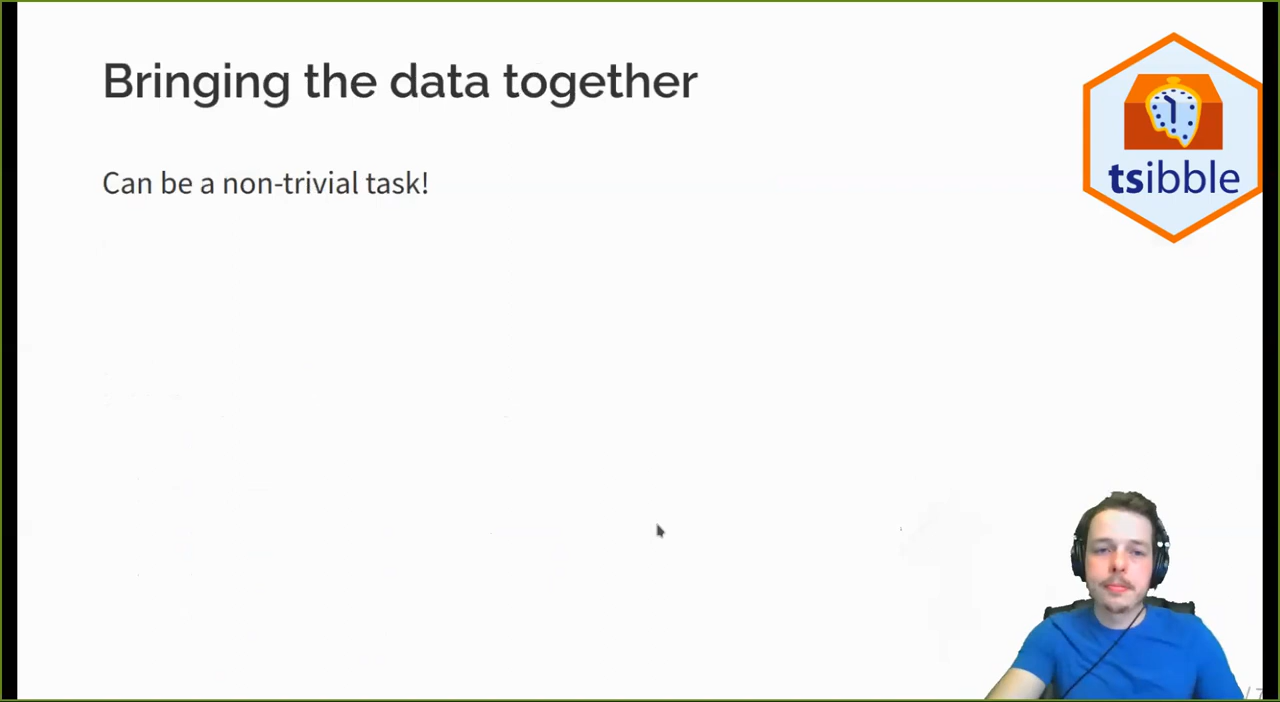 Bringing the data together
Can be a non-trivial task!
tsibble